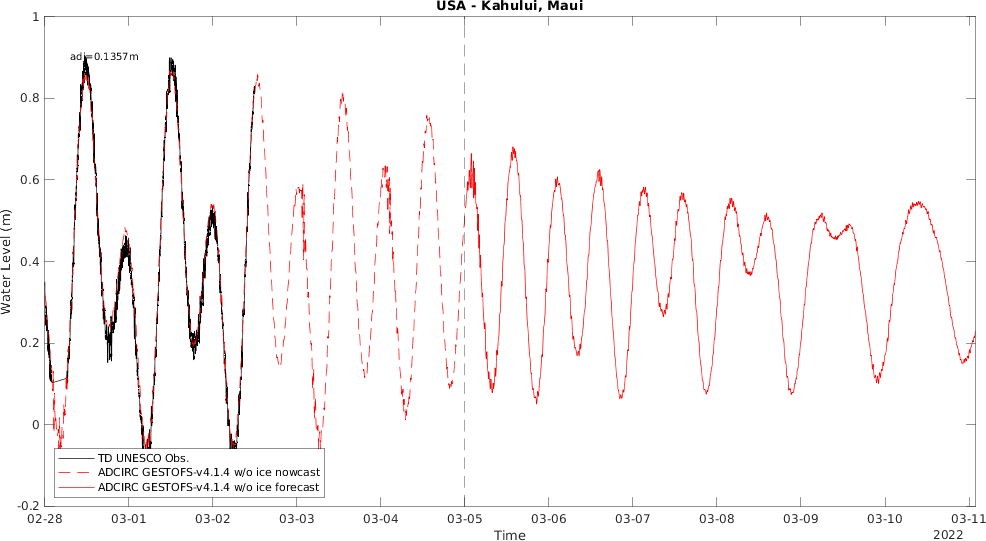 USA - Kahului, Maui
1
adj=0.1357m
0.8
0.6
Water Level (m)
0.4
0.2
0
TD UNESCO Obs.
ADCIRC GESTOFS-v4.1.4 w/o ice nowcast
ADCIRC GESTOFS-v4.1.4 w/o ice forecast
-0.2
02-28 03-01 03-02 03-03 03-04 03-05 03-06 03-07 03-08 03-09 03-10 03-11
Time 2022